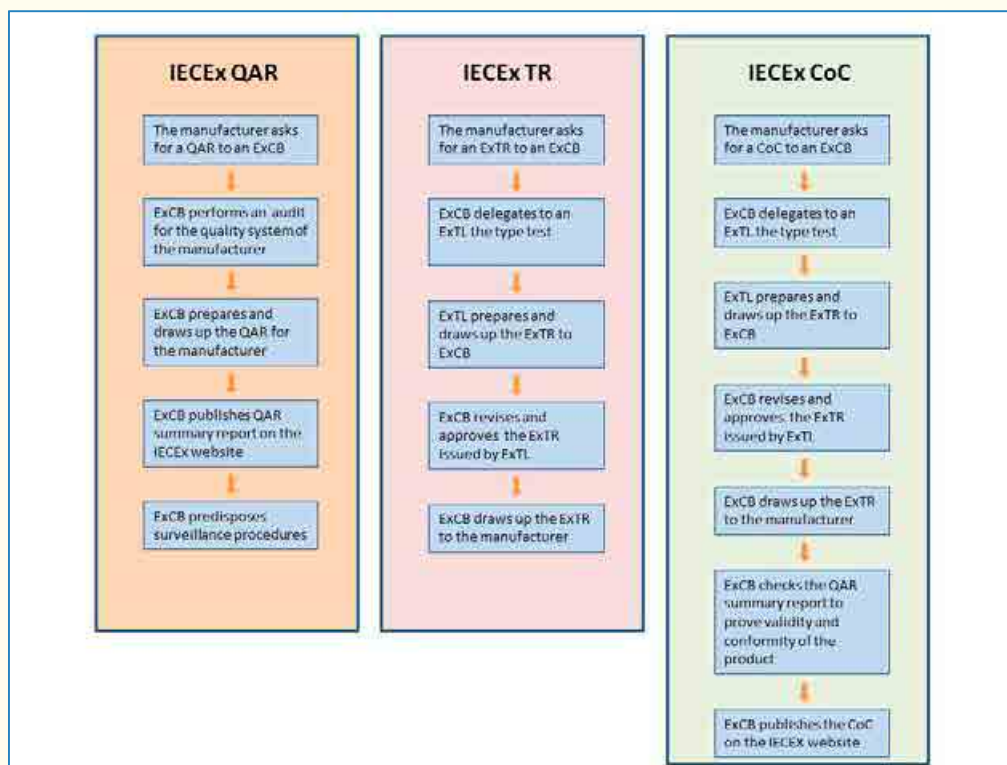 IECEx QAR
The manufacturer asks
for a QAR to an ExCB
ExCB performs an audit
for the quality system of
the manufacturer
ExCB prepares and
draws up the QAR for
the manufacturer
ExCB publishes QAR
summary report on the
IECEx website
ExCB predisposes
surveillance procedures
IECEx TR
The manufacturer asks
for an ExTR to an ExCB
ExCB delegates to an
ExTL the type test
ExTL prepares and
draws up the ExTR to
ExCB
ExCB revises and
approves the ExTR
issued by ExTL
ExCB draws up the ExTR
to the manufacturer
IECEx CoC
The manufacturer asks
for a CoC to an ExCB
ExCB delegates to an
ExTL the type test
ExTL prepares and
draws up the ExTR to
ExCB
ExCB revises and
approves the ExTR
issued by ExTL
ExCB draws up the ExTR
to the manufacturer
ExCB checks the QAR
summary report to
prove validity and
conformity of the
product
ExCB publishes the CoC
on the IECEx website